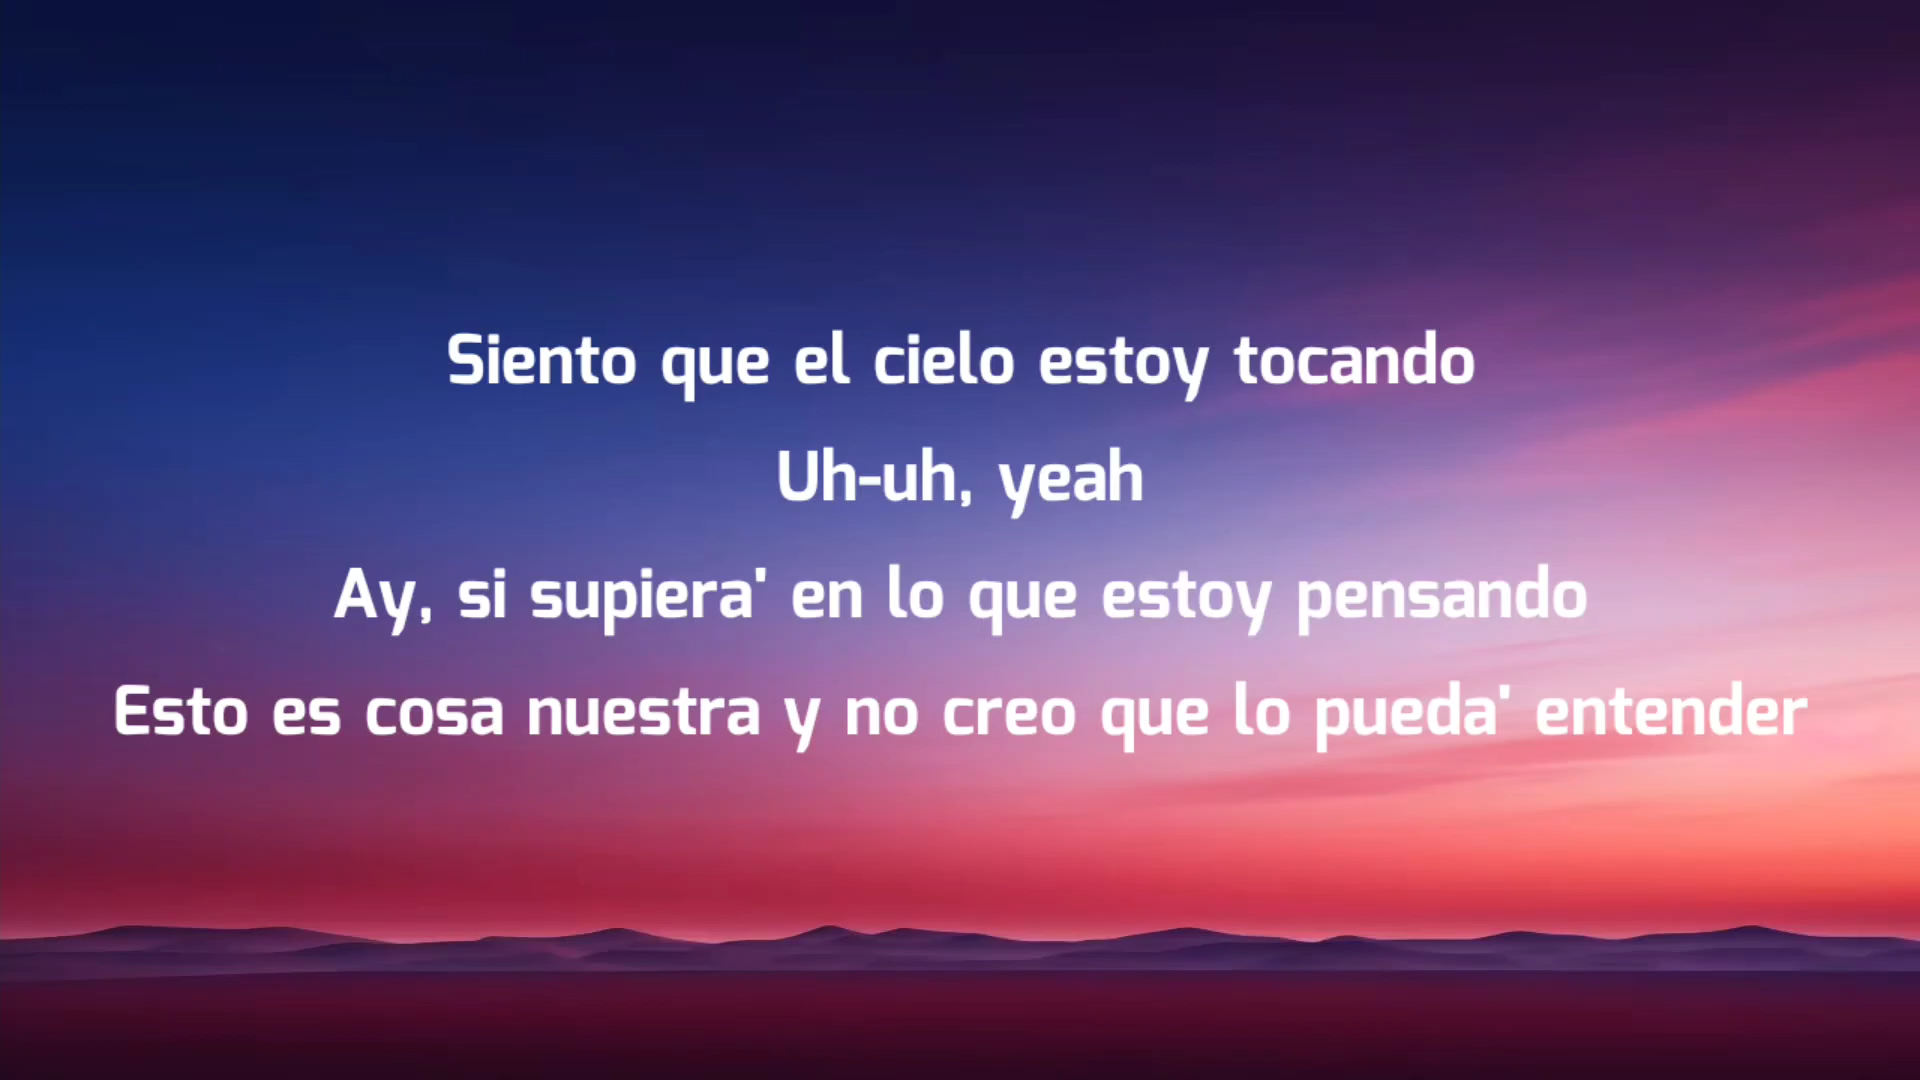 Siento que el cielo estoy tocando
Uh-uh, yeah
Ay, si supiera' en lo que estoy pensando
Esto es cosa nuestra y no creo que lo pueda' entender